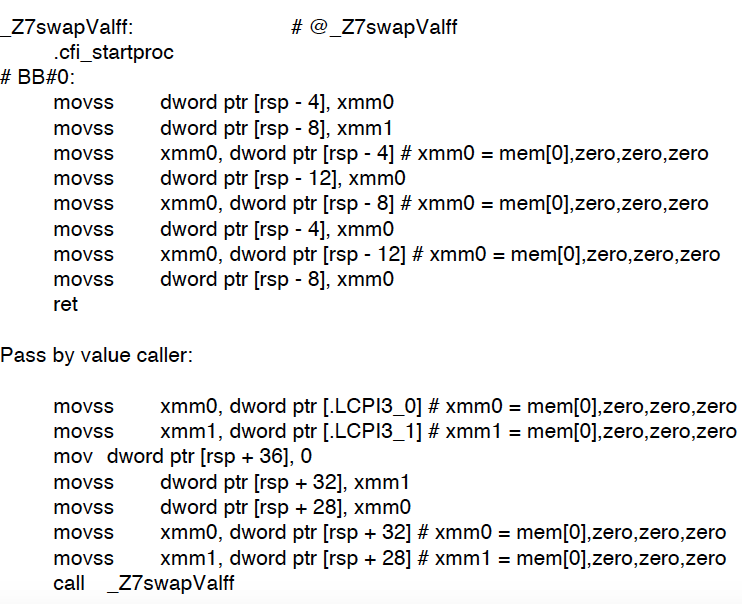 _Z7swapValff: # @_Z7swapValff
.cfi_startproc
# BB#0:
movss dword ptr [rsp - 4], xmm0
movss dword ptr [rsp - 8], xmm1
movss xmm0, dword ptr [rsp - 4] # xmm0 = mem[0],zero,zero,zero
movss dword ptr [rsp - 12], xmm0
movss xmm0, dword ptr [rsp - 8] # xmm0 = mem[0],zero,zero,zero
movss dword ptr [rsp - 4], xmm0
movss xmm0, dword ptr [rsp - 12] # xmm0 = mem[0],zero,zero,zero
movss dword ptr [rsp - 8], xmm0
ret
Pass by value caller:
movss xmm0, dword ptr [.LCPI3_0] # xmm0 = mem[0],zero,zero,zero
movss xmm1, dword ptr [.LCPI3_1] # xmm1 = mem[0],zero,zero,zero
mov dword ptr [rsp + 36], 0
movss dword ptr [rsp + 32], xmm1
movss dword ptr [rsp + 28], xmm0
movss xmm0, dword ptr [rsp + 32] # xmm0 = mem[0],zero,zero,zero
movss xmm1, dword ptr [rsp + 28] # xmm1 = mem[0],zero,zero,zero
call _Z7swapValff